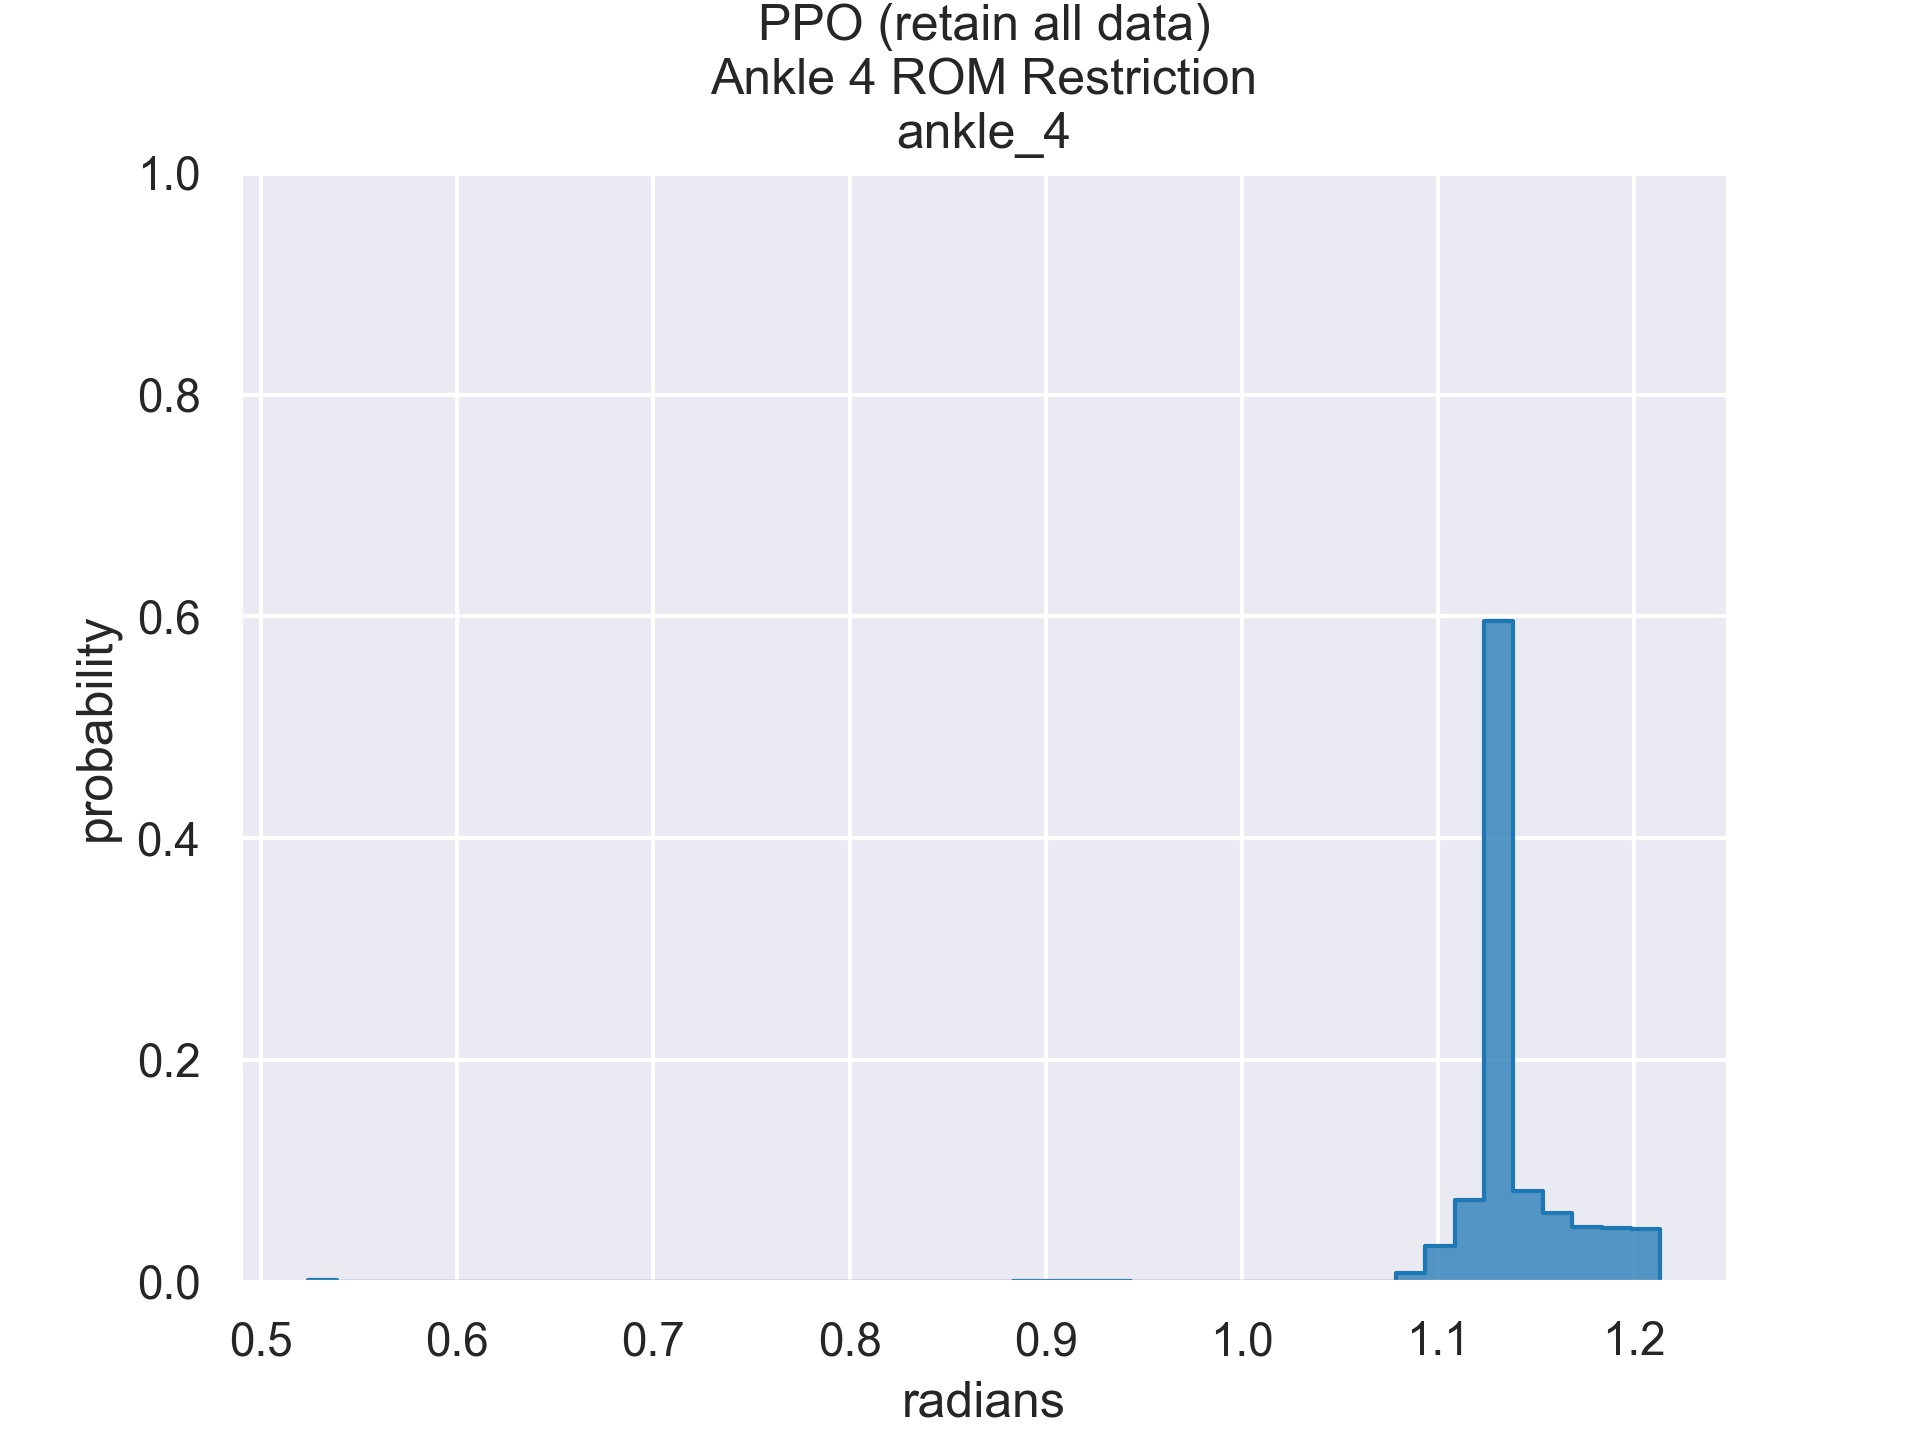 PPO (retain all data)
Ankle 4 ROM Restriction
ankle_4
1.0
0.8
0.6
0.4
0.2
0.0
probability
0.5 0.6 0.7 0.8 0.9 1.0 1.1 1.2
radians